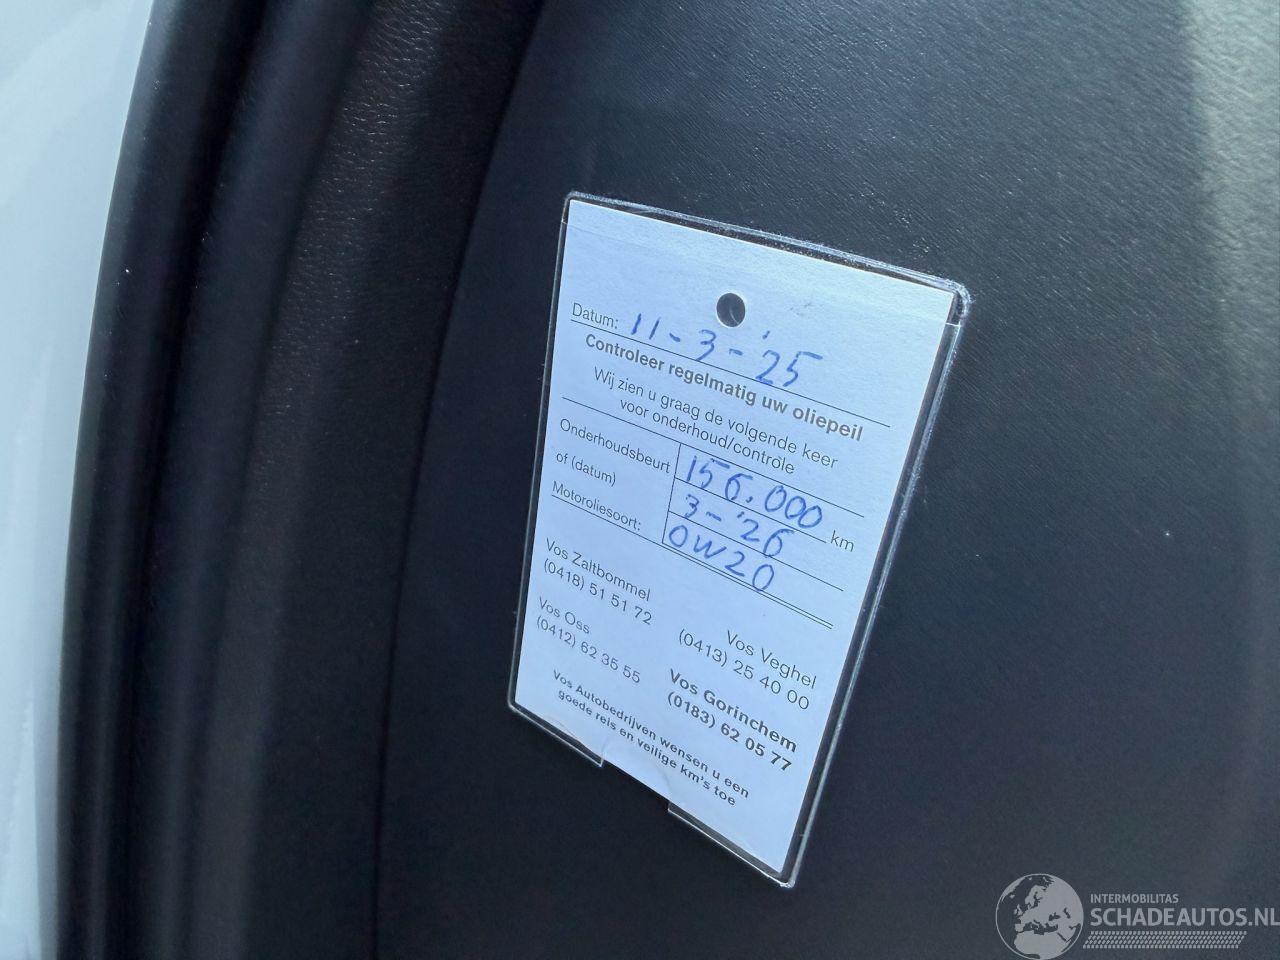 Datum: 11-3-'25
Controleer regelmatig uw oliepeil
Wij zien u graag de volgende keer
voor onderhoud/controle
Onderhoudsbeurt 156.000 km
of (datum) 3-'26
Motoroliesoort: 0W20
Vos Zaltbommel
(0418) 51 51 72
Vos Veghel
(0413) 25 40 00
Vos Oss
(0412) 62 36 55
Vos Gorinchem
(0183) 62 05 77
Vos Autobedrijven wensen u een
goede reis en veilige km's toe
INTERMOBILITAS
SCHADEAUTOS.NL